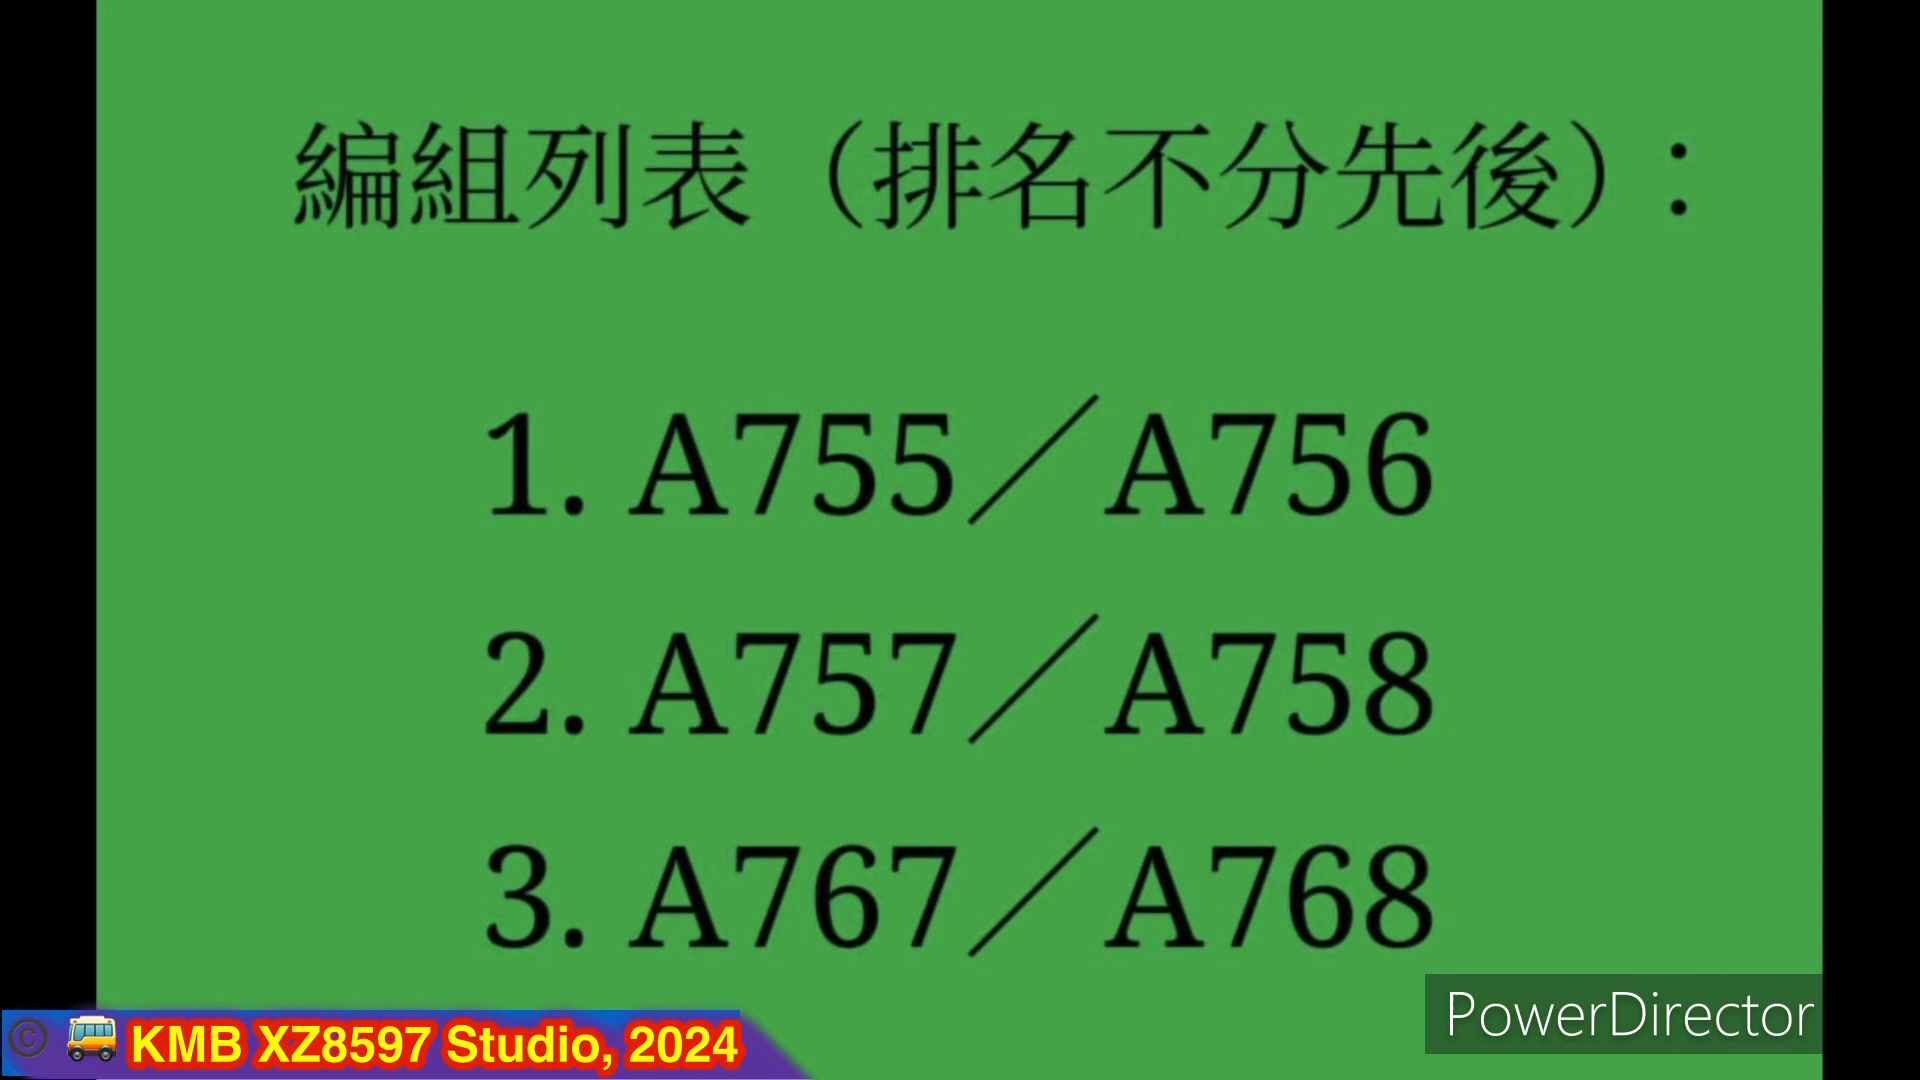 編組列表（排名不分先後）：
1. A755／A756
2. A757／A758
3. A767／A768
PowerDirector
© KMB XZ8597 Studio, 2024